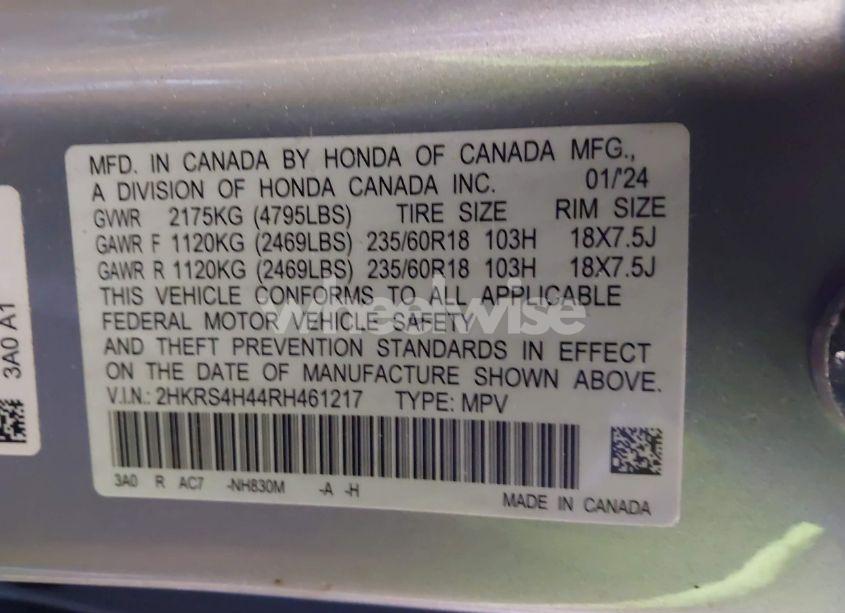 MFD. IN CANADA BY HONDA OF CANADA MFG.,
A DIVISION OF HONDA CANADA INC. 01/'24
GVWR 2175KG (4795LBS) TIRE SIZE RIM SIZE
GAWR F 1120KG (2469LBS) 235/60R18 103H 18X7.5J
GAWR R 1120KG (2469LBS) 235/60R18 103H 18X7.5J
THIS VEHICLE CONFORMS TO ALL APPLICABLE
FEDERAL MOTOR VEHICLE SAFETY
AND THEFT PREVENTION STANDARDS IN EFFECT
ON THE DATE OF MANUFACTURE SHOWN ABOVE.
V.I.N.: 2HKRS4H44RH461217 TYPE: MPV
3A0 R AC7 -NH830M -A -H
MADE IN CANADA
3A0 A1
wheelwise